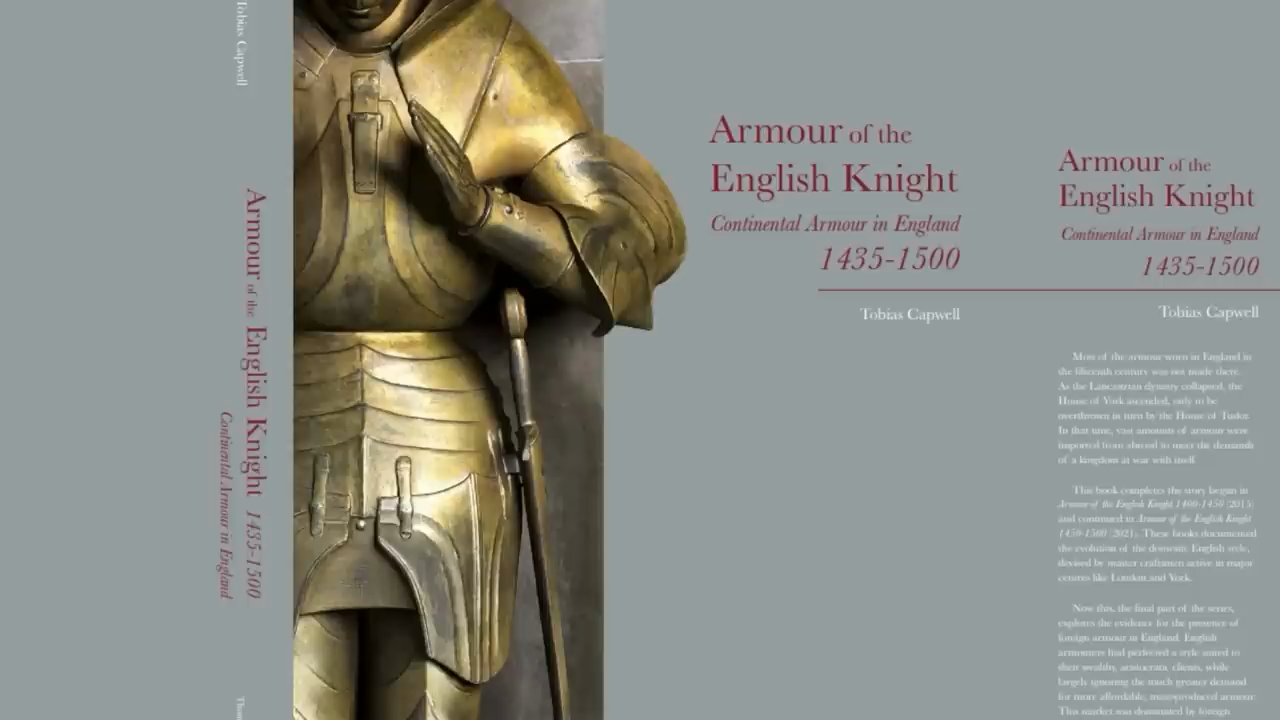 Tobias Capwell
Armour of the English Knight 1435-1500
Continental Armour in England
Thom
Armour of the
English Knight
Continental Armour in England
1435-1500
Tobias Capwell
Armour of the
English Knight
Continental Armour in England
1435-1500
Tobias Capwell
Most of the armour worn in England in
the fifteenth century was not made there.
As the Lancastrian dynasty collapsed, the
House of York ascended, only to be
overthrown in turn by the House of Tudor.
In that time, vast amounts of armour were
imported from abroad to meet the demands
of a kingdom at war with itself.
This book completes the story begun in
Armour of the English Knight 1400-1450 (2015)
and continued in Armour of the English Knight
1450-1500 (2021). These books documented
the evolution of the domestic English style,
devised by master craftsmen active in major
centres like London and York.
Now this, the final part of the series,
explores the evidence for the presence of
foreign armour in England. English
armourers had perfected a style suited to
their wealthy, aristocratic clients, while
largely ignoring the much greater demand
for more affordable, mass-produced armour.
This market was dominated by foreign